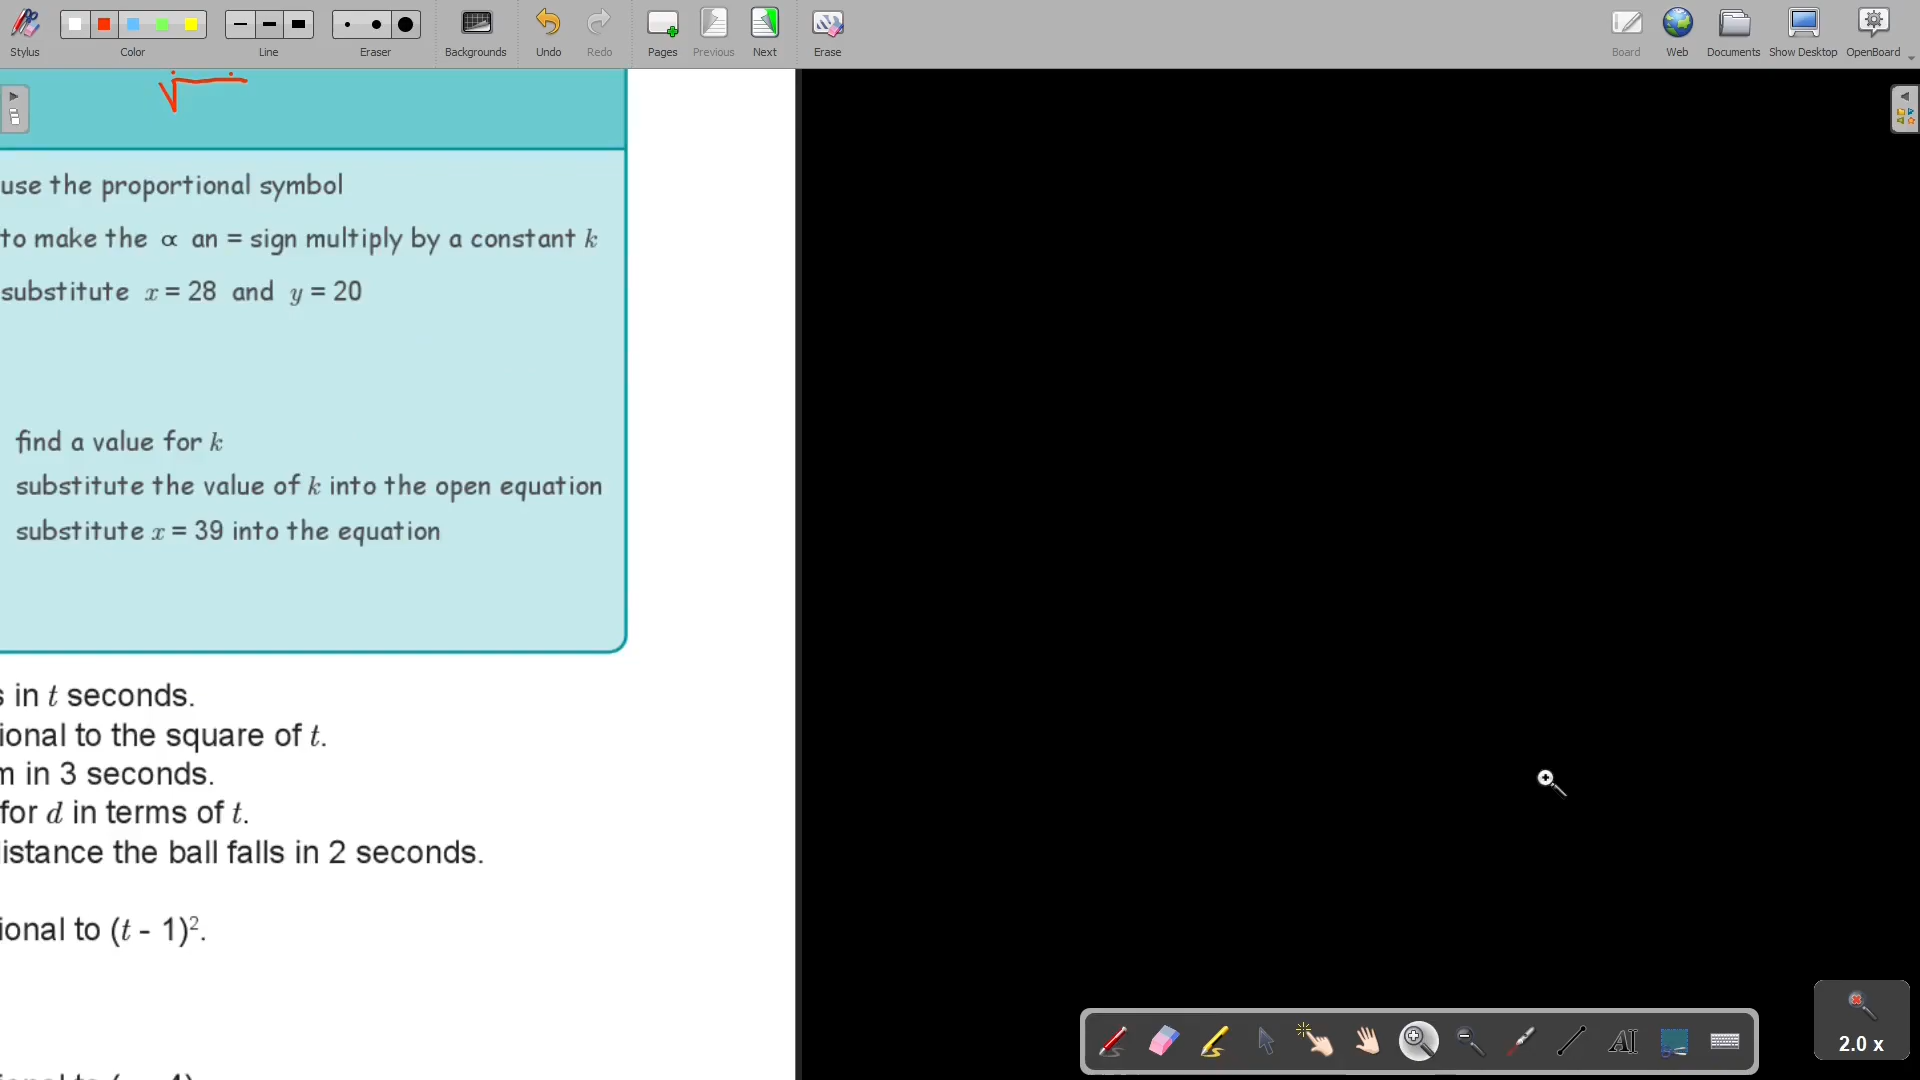 Stylus
Color
Line
Eraser
Backgrounds
Undo
Redo
Pages
Previous
Next
Erase
Board
Web
Documents
Show Desktop
OpenBoard
√
use the proportional symbol
to make the ∝ an = sign multiply by a constant k
substitute x = 28 and y = 20
find a value for k
substitute the value of k into the open equation
substitute x = 39 into the equation
s in t seconds.
ional to the square of t.
m in 3 seconds.
for d in terms of t.
istance the ball falls in 2 seconds.
ional to (t - 1)².
AI
2.0 x